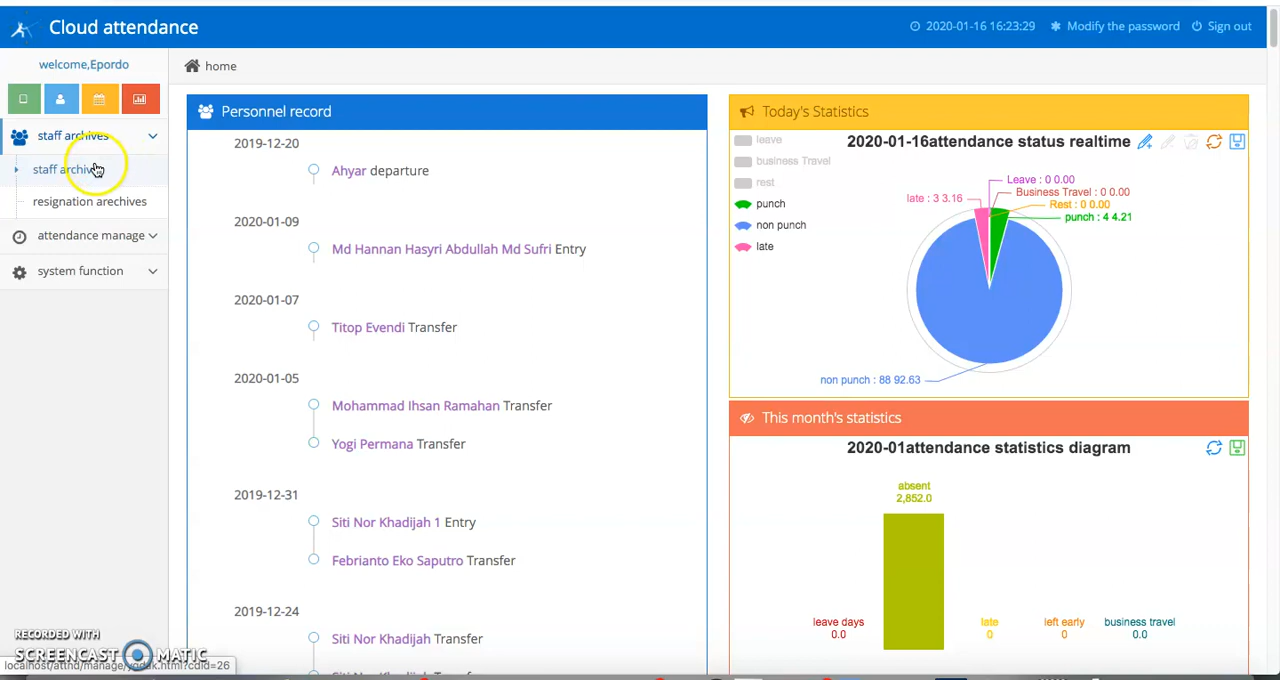 Cloud attendance
2020-01-16 16:23:29 Modify the password Sign out
welcome,Epordo
home
staff archives
staff archiv
resignation arechives
attendance manage
system function
Personnel record
2019-12-20
Ahyar departure
2020-01-09
Md Hannan Hasyri Abdullah Md Sufri Entry
2020-01-07
Titop Evendi Transfer
2020-01-05
Mohammad Ihsan Ramahan Transfer
Yogi Permana Transfer
2019-12-31
Siti Nor Khadijah 1 Entry
Febrianto Eko Saputro Transfer
2019-12-24
Siti Nor Khadijah Transfer
Today's Statistics
2020-01-16attendance status realtime
leave
business Travel
rest
punch
non punch
late
Leave : 0 0.00
Business Travel : 0 0.00
Rest : 0 0.00
punch : 4 4.21
late : 3 3.16
non punch : 88 92.63
This month's statistics
2020-01attendance statistics diagram
absent
2,852.0
leave days
0.0
late
0
left early
0
business travel
0.0
RECORDED WITH
SCREENCAST MATIC